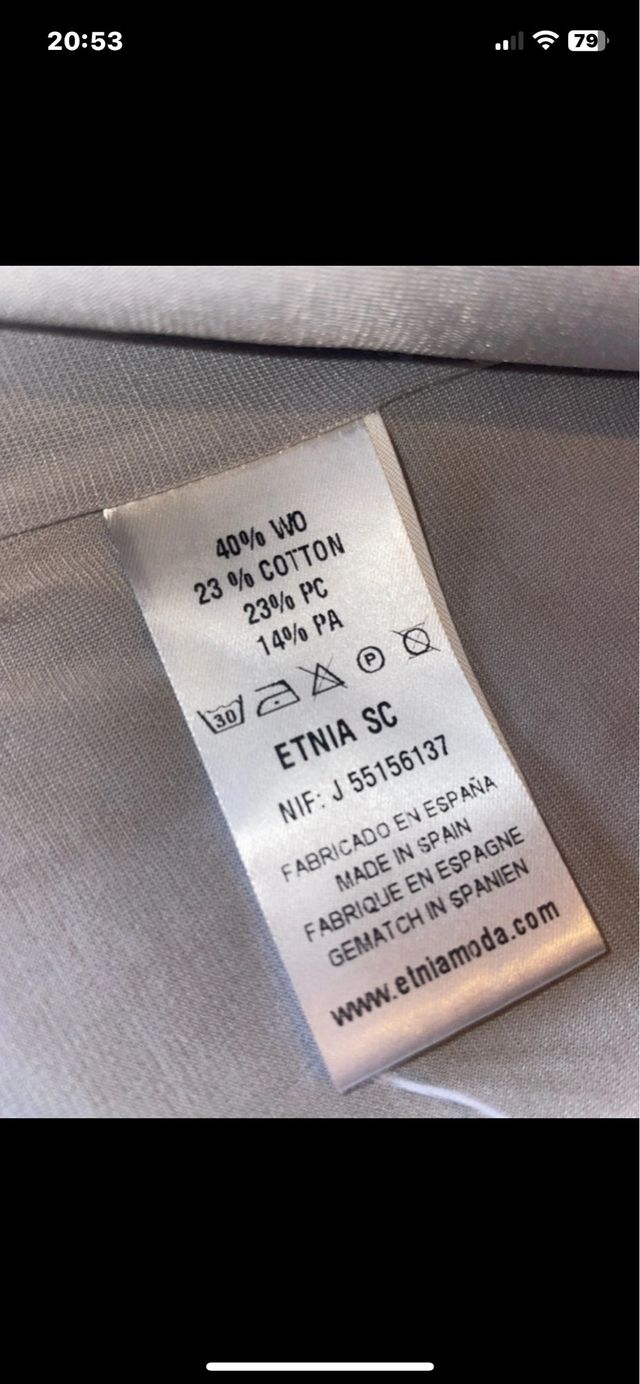 20:53
79
40% WO
23 % COTTON
23% PC
14% PA
30 P
ETNIA SC
NIF: J 55156137
FABRICADO EN ESPAÑA
MADE IN SPAIN
FABRIQUE EN ESPAGNE
GEMATCH IN SPANIEN
www.etniamoda.com